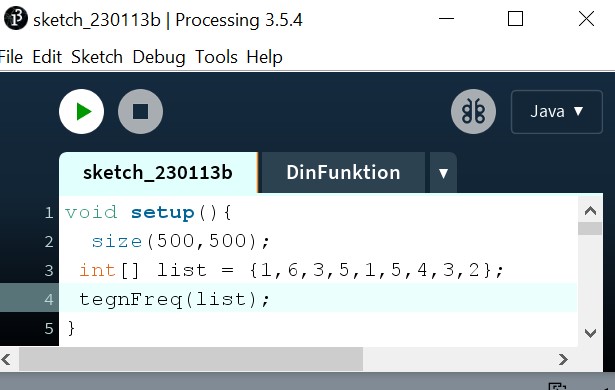 sketch_230113b | Processing 3.5.4
File Edit Sketch Debug Tools Help
Java ▼
sketch_230113b DinFunktion ▼
1 void setup(){
2 size(500,500);
3 int[] list = {1,6,3,5,1,5,4,3,2};
4 tegnFreq(list);
5 }